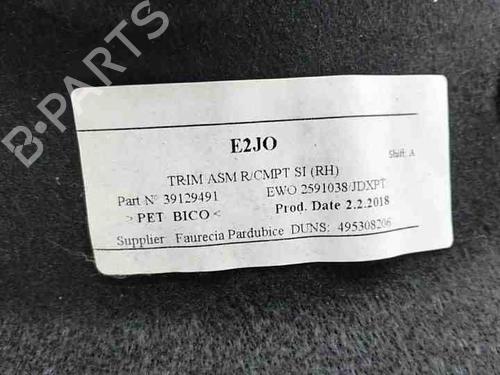 B-PARTS
E2JO
Shift: A
TRIM ASM R/CMPT SI (RH)
Part Nº 39129491 EWO 2591038/JDXPT
> PET BICO < Prod. Date 2.2.2018
Supplier Faurecia Pardubice DUNS: 495308206